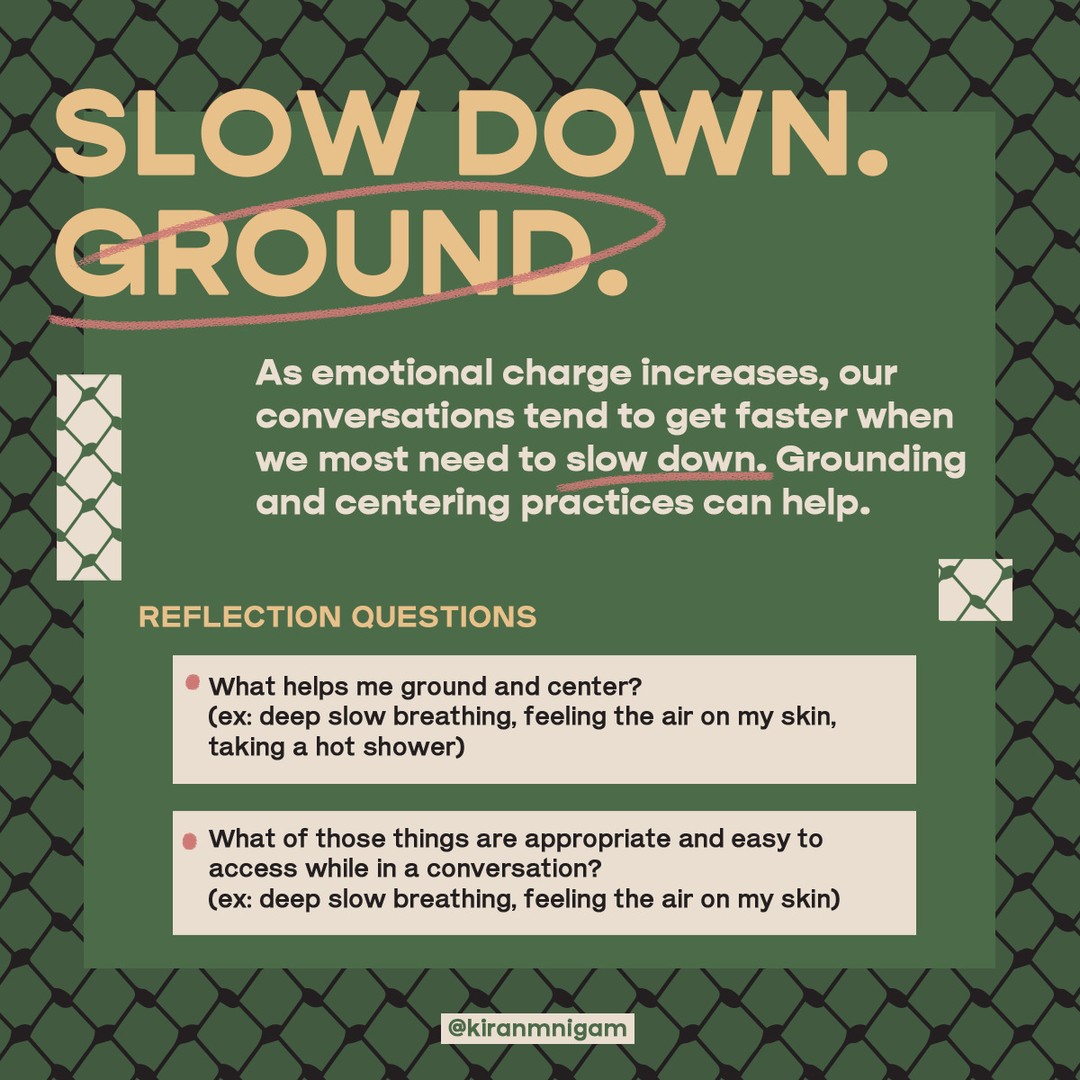 SLOW DOWN.
GROUND.
As emotional charge increases, our
conversations tend to get faster when
we most need to slow down. Grounding
and centering practices can help.
REFLECTION QUESTIONS
What helps me ground and center?
(ex: deep slow breathing, feeling the air on my skin,
taking a hot shower)
What of those things are appropriate and easy to
access while in a conversation?
(ex: deep slow breathing, feeling the air on my skin)
@kiranmnigam